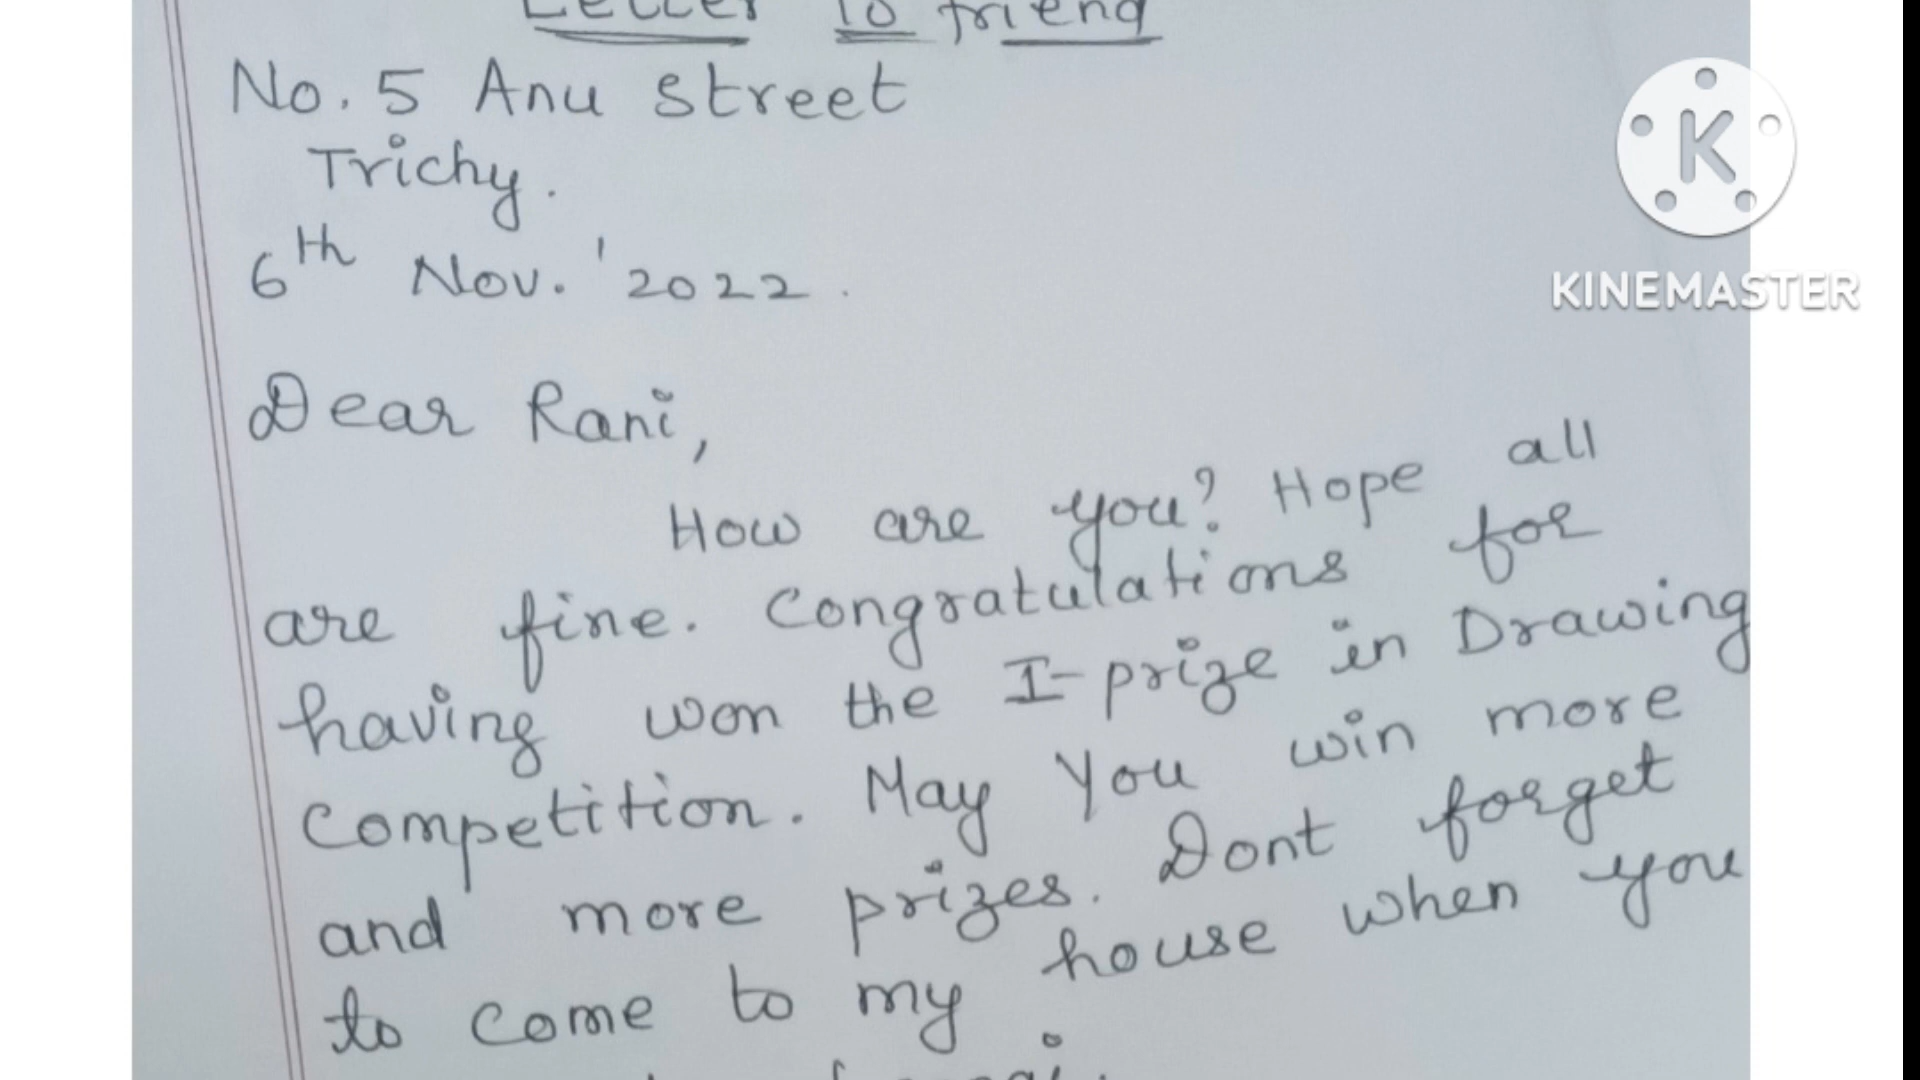 Letter To friend
No. 5 Anu Street
Trichy.
6th Nov.' 2022.
Dear Rani,
How are you? Hope all
are fine. Congratulations for
having won the I-prize in Drawing
Competition. May You win more
and more prizes. Dont forget
to come to my house when you
KINEMASTER